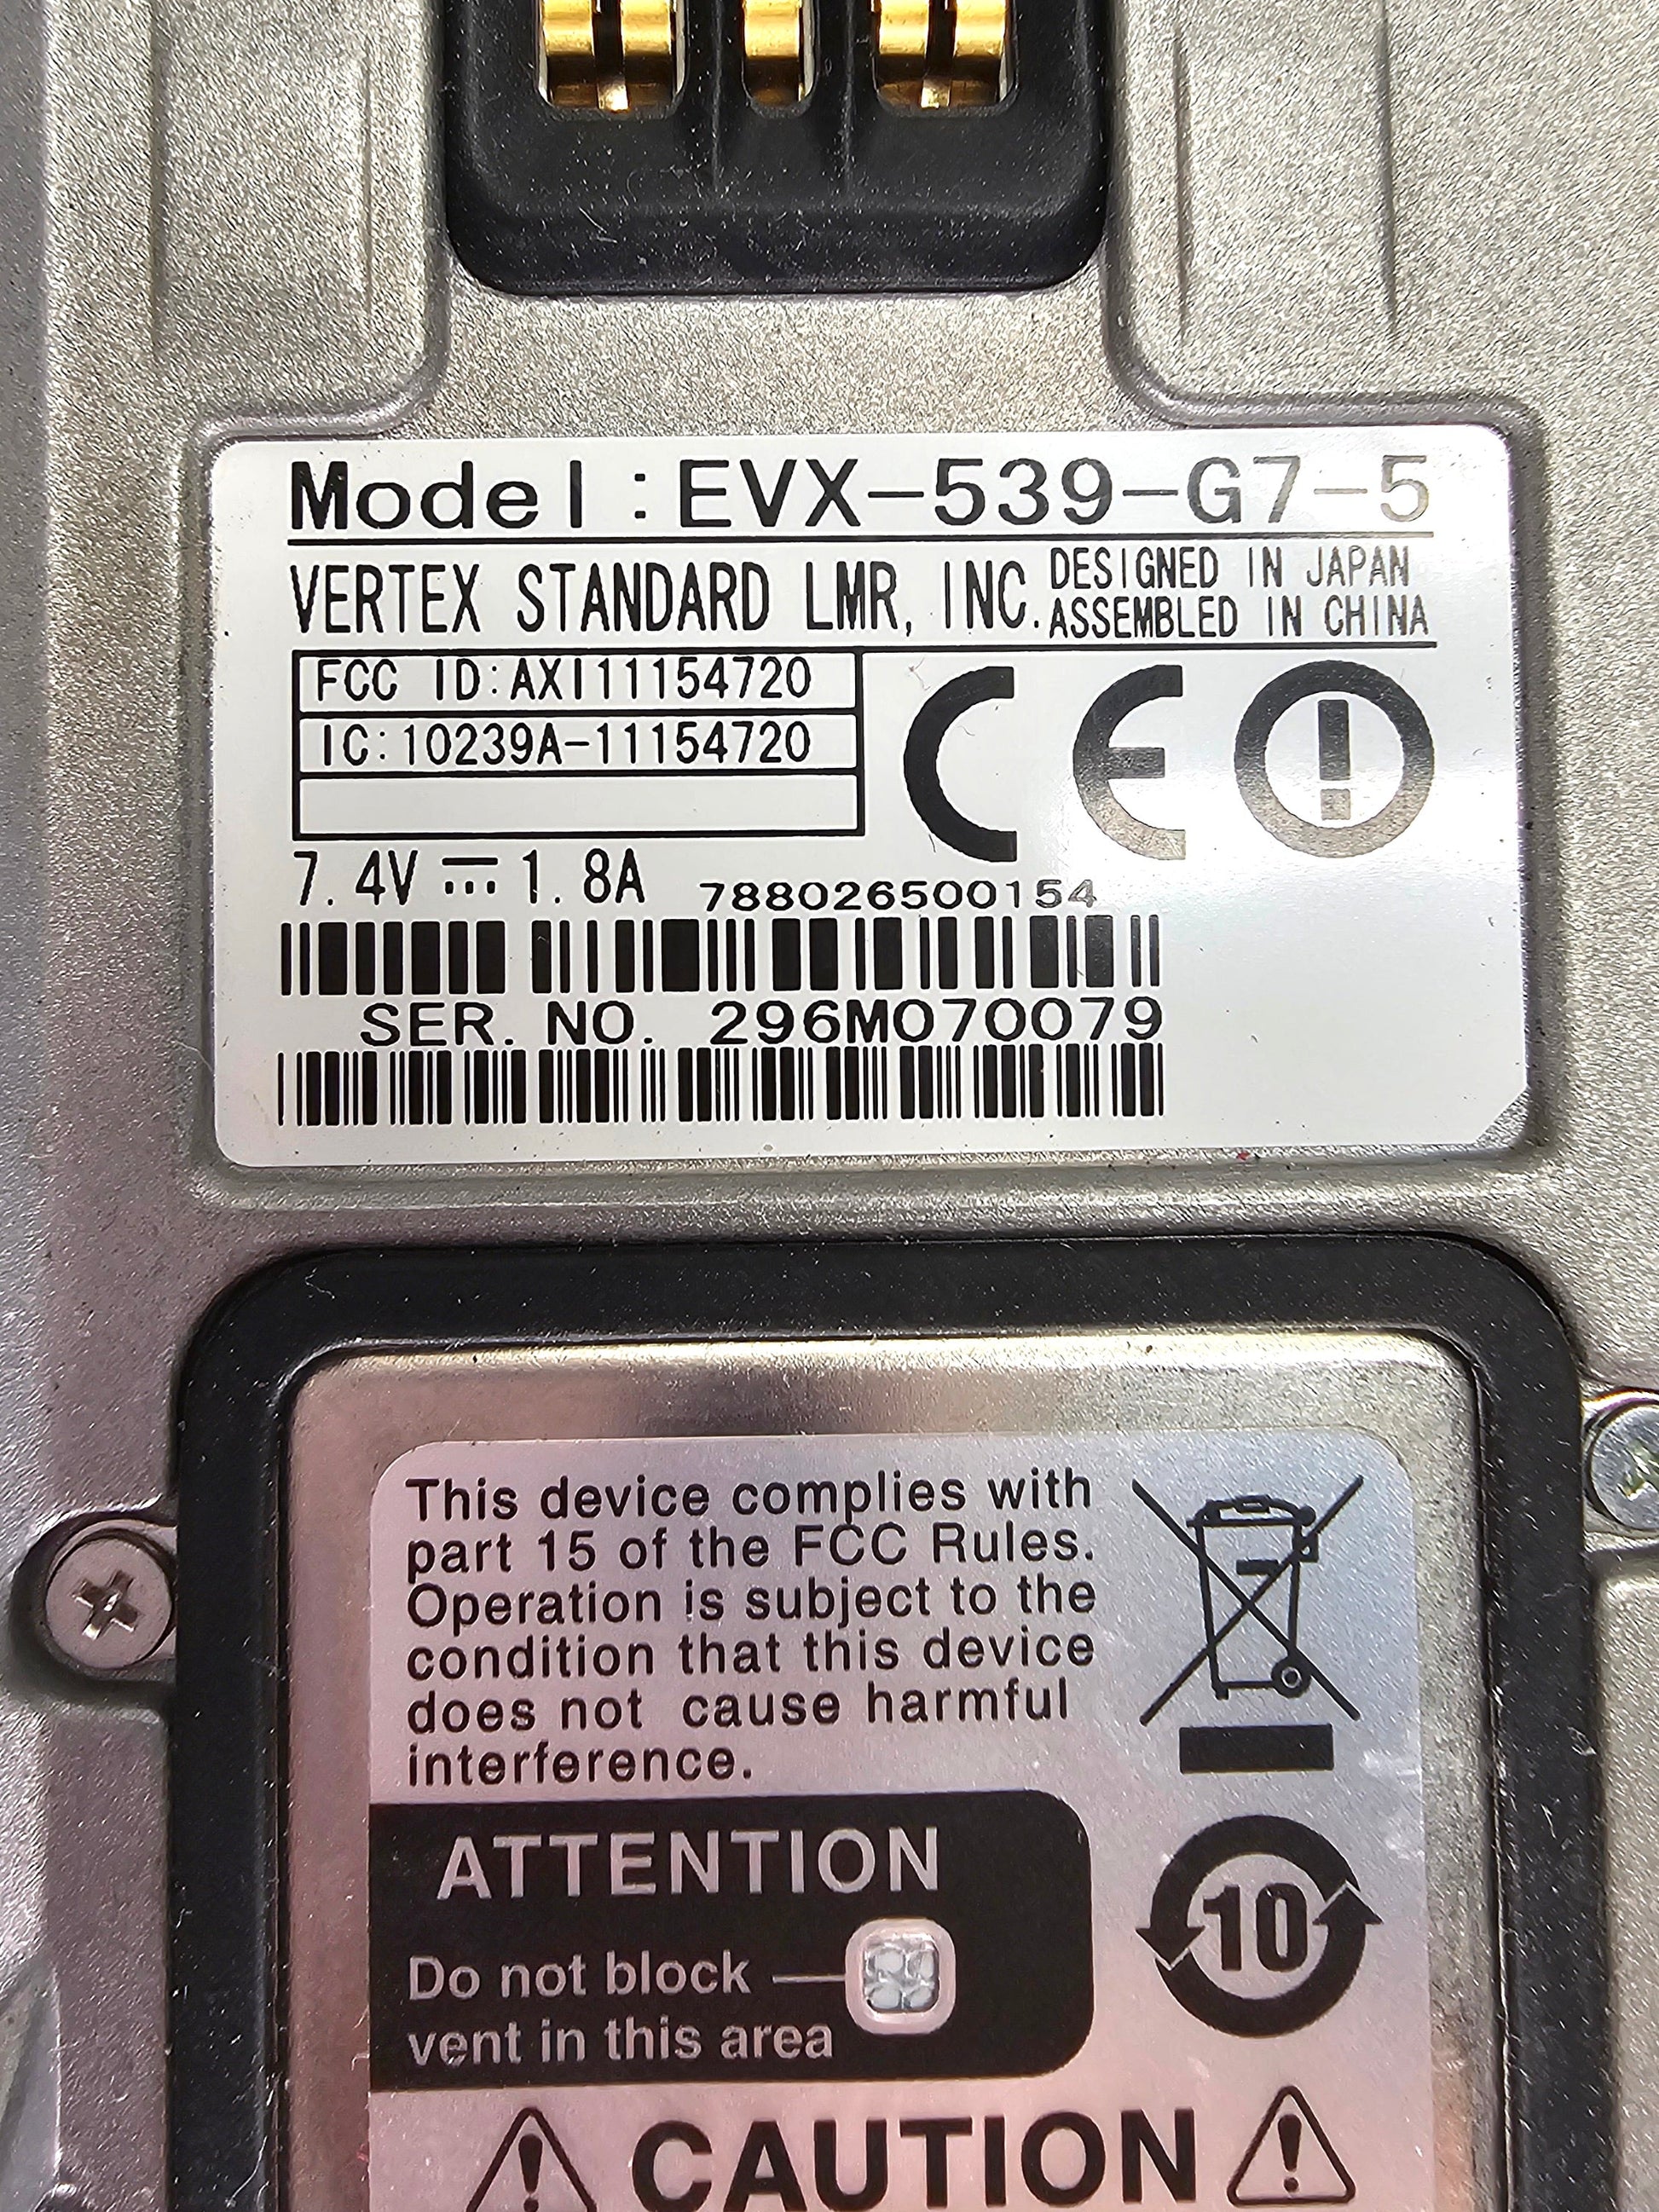 Model:EVX-539-G7-5
VERTEX STANDARD LMR, INC.
DESIGNED IN JAPAN
ASSEMBLED IN CHINA
FCC ID:AXI11154720
IC:10239A-11154720
CE
7.4V 1.8A
788026500154
SER. NO. 296M070079
This device complies with
part 15 of the FCC Rules.
Operation is subject to the
condition that this device
does not cause harmful
interference.
ATTENTION
Do not block
vent in this area
10
CAUTION